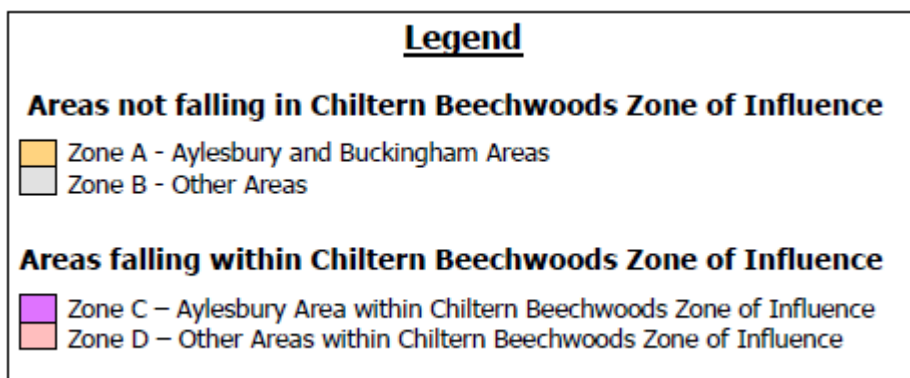 Legend
Areas not falling in Chiltern Beechwoods Zone of Influence
Zone A - Aylesbury and Buckingham Areas
Zone B - Other Areas
Areas falling within Chiltern Beechwoods Zone of Influence
Zone C – Aylesbury Area within Chiltern Beechwoods Zone of Influence
Zone D – Other Areas within Chiltern Beechwoods Zone of Influence